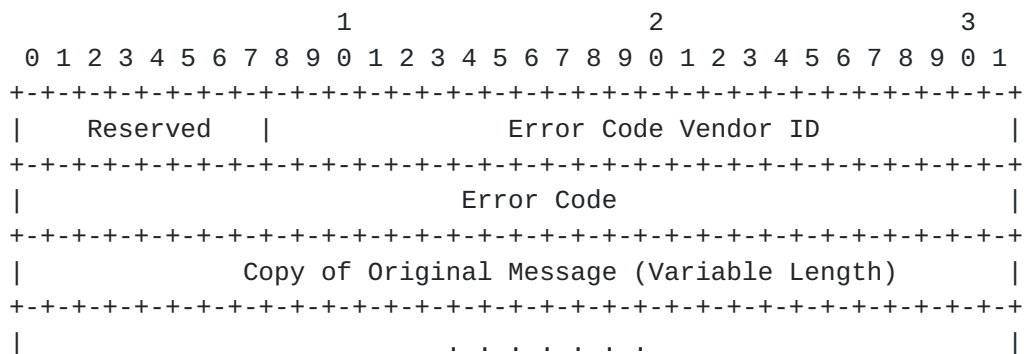 1                   2                   3
 0 1 2 3 4 5 6 7 8 9 0 1 2 3 4 5 6 7 8 9 0 1 2 3 4 5 6 7 8 9 0 1
+-+-+-+-+-+-+-+-+-+-+-+-+-+-+-+-+-+-+-+-+-+-+-+-+-+-+-+-+-+-+-+-+
|    Reserved   |               Error Code Vendor ID            |
+-+-+-+-+-+-+-+-+-+-+-+-+-+-+-+-+-+-+-+-+-+-+-+-+-+-+-+-+-+-+-+-+
|                            Error Code                         |
+-+-+-+-+-+-+-+-+-+-+-+-+-+-+-+-+-+-+-+-+-+-+-+-+-+-+-+-+-+-+-+-+
|              Copy of Original Message (Variable Length)       |
+-+-+-+-+-+-+-+-+-+-+-+-+-+-+-+-+-+-+-+-+-+-+-+-+-+-+-+-+-+-+-+-+
|                           . . . . . . .                       |